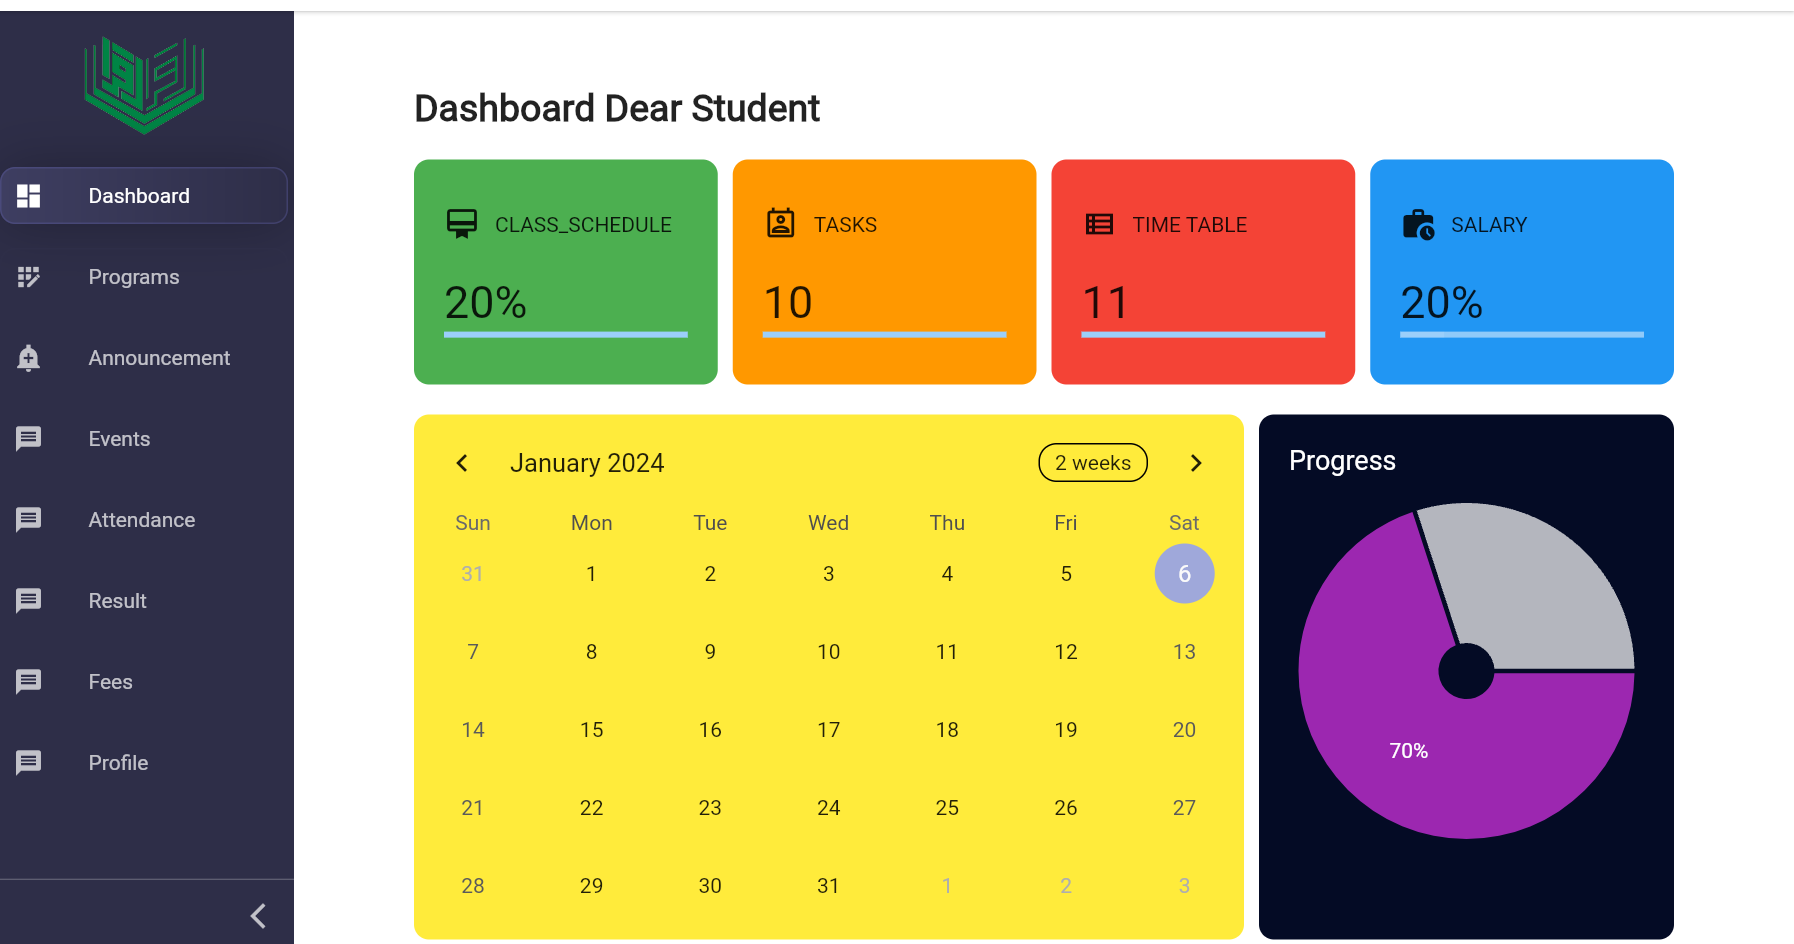 Dashboard
Programs
Announcement
Events
Attendance
Result
Fees
Profile
Dashboard Dear Student
CLASS_SCHEDULE
20%
TASKS
10
TIME TABLE
11
SALARY
20%
January 2024
2 weeks
Sun Mon Tue Wed Thu Fri Sat
31 1 2 3 4 5 6
7 8 9 10 11 12 13
14 15 16 17 18 19 20
21 22 23 24 25 26 27
28 29 30 31 1 2 3
Progress
70%